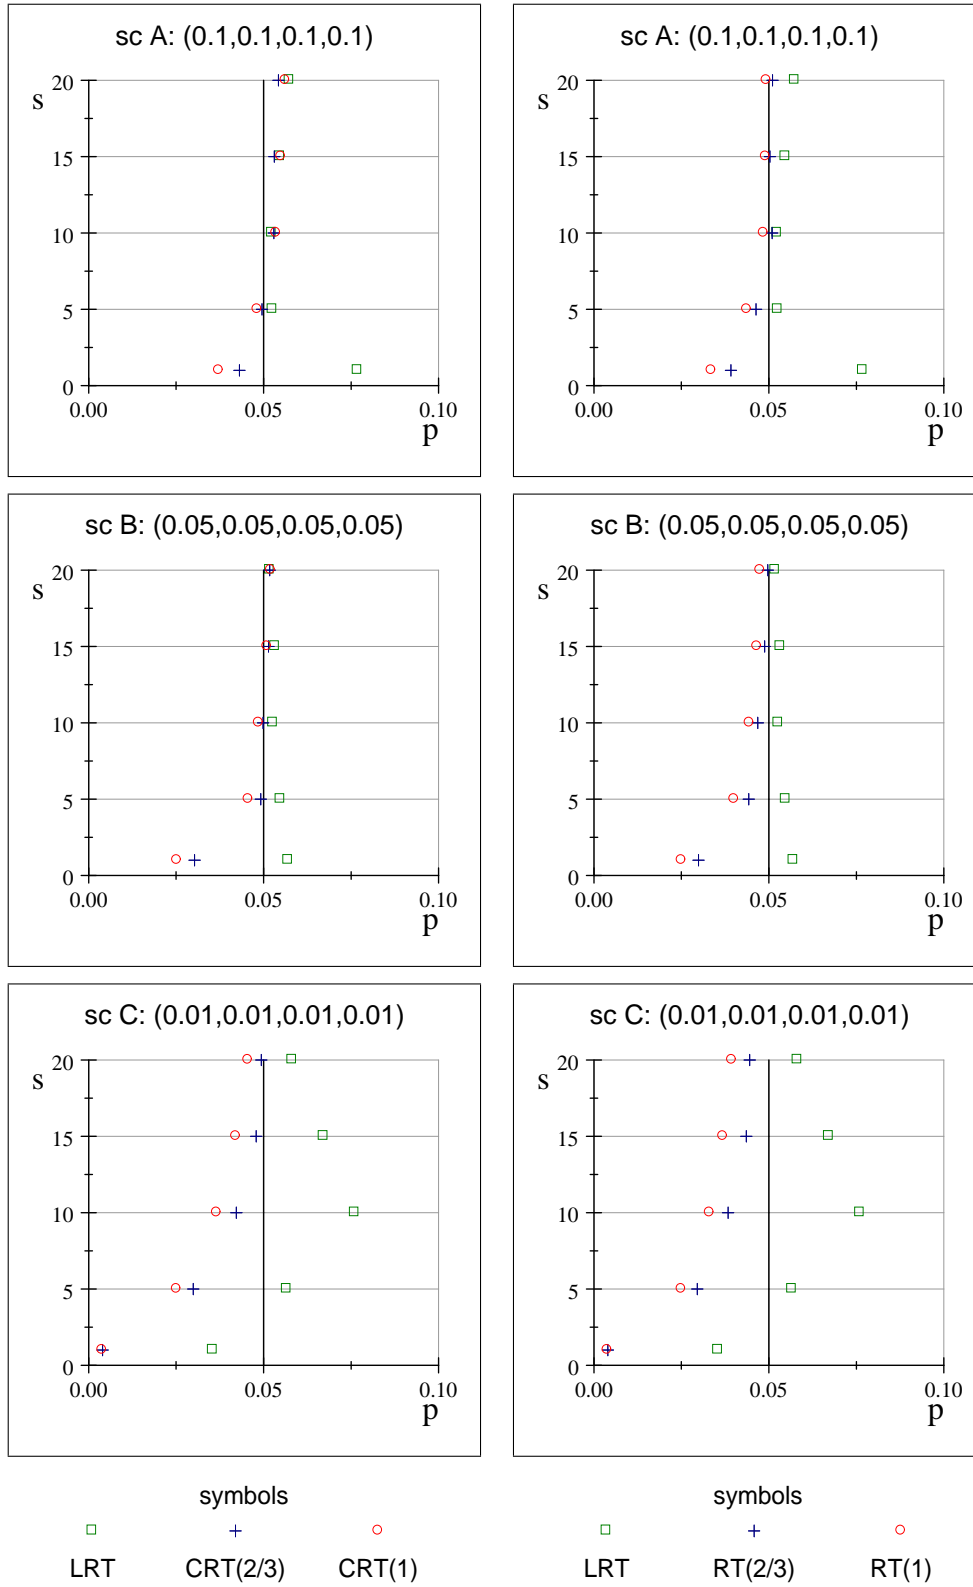 sc A: (0.1,0.1,0.1,0.1)
20
s
15
10
5
0
0.00 0.05 0.10
p
sc A: (0.1,0.1,0.1,0.1)
20
s
15
10
5
0
0.00 0.05 0.10
p
sc B: (0.05,0.05,0.05,0.05)
20
s
15
10
5
0
0.00 0.05 0.10
p
sc B: (0.05,0.05,0.05,0.05)
20
s
15
10
5
0
0.00 0.05 0.10
p
sc C: (0.01,0.01,0.01,0.01)
20
s
15
10
5
0
0.00 0.05 0.10
p
sc C: (0.01,0.01,0.01,0.01)
20
s
15
10
5
0
0.00 0.05 0.10
p
symbols
LRT CRT(2/3) CRT(1)
symbols
LRT RT(2/3) RT(1)